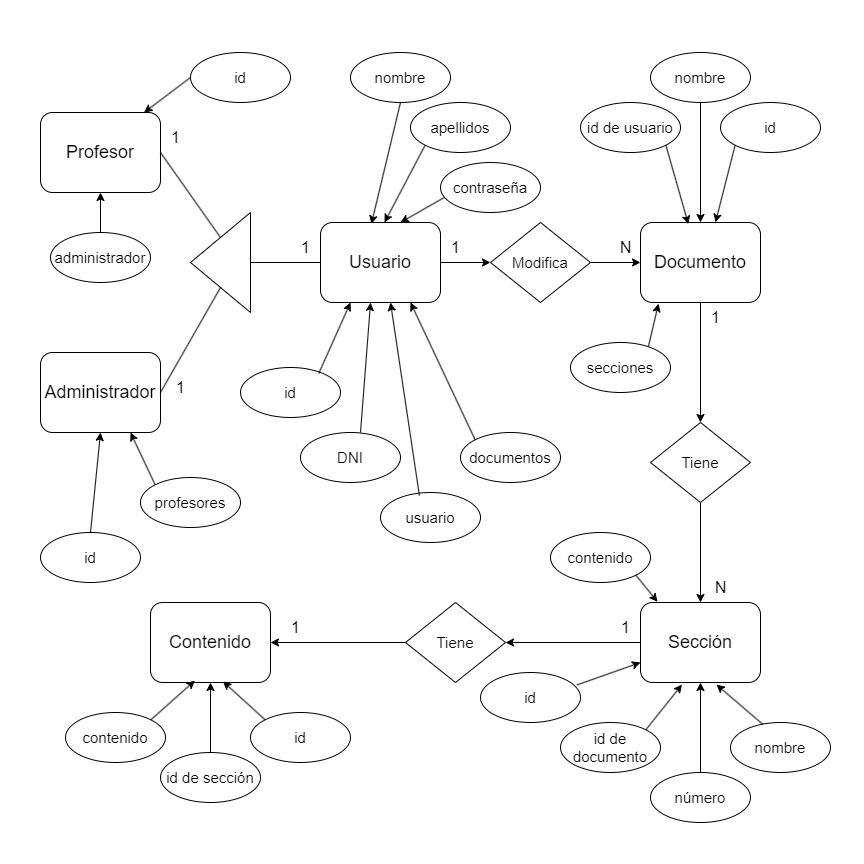 id
nombre
nombre
Profesor
1
apellidos
id de usuario
id
contraseña
administrador
1
Usuario
1
Modifica
N
Documento
1
secciones
Administrador
1
id
DNI
documentos
Tiene
profesores
usuario
id
contenido
N
Contenido
1
Tiene
1
Sección
id
contenido
id
id de
documento
nombre
id de sección
número